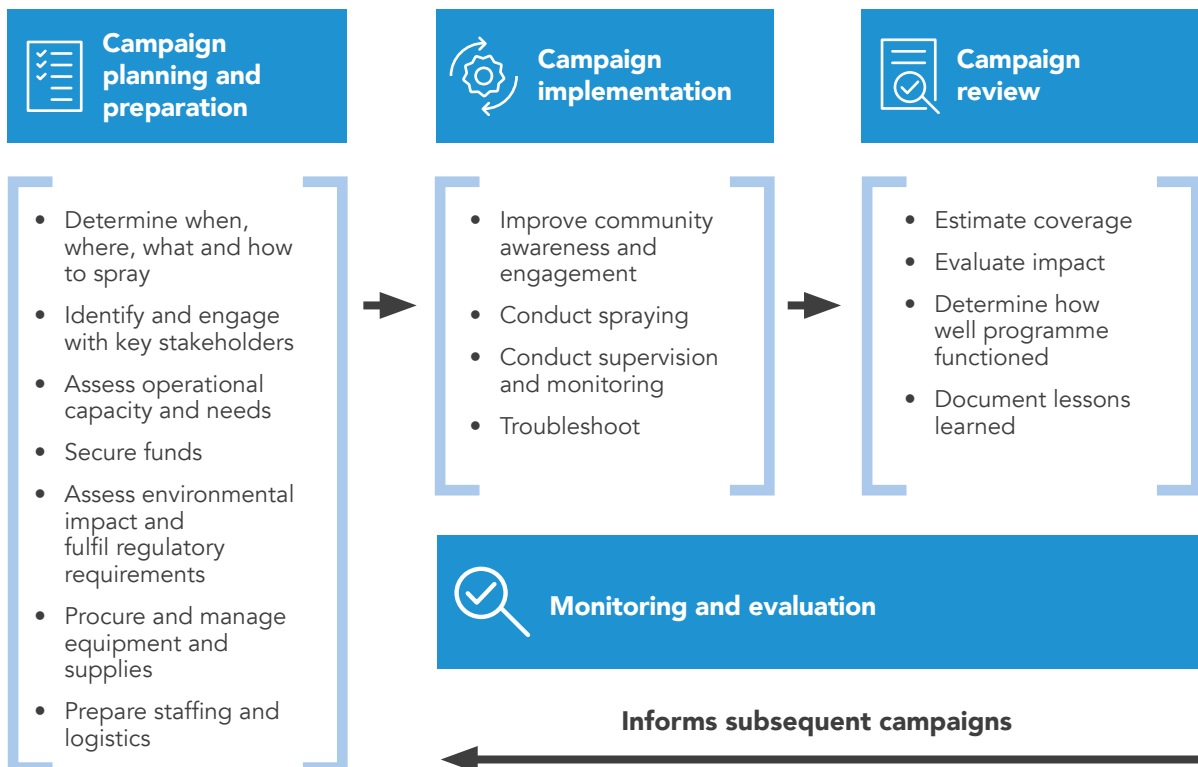 Campaign
planning and
preparation
• Determine when,
where, what and how
to spray
• Identify and engage
with key stakeholders
• Assess operational
capacity and needs
• Secure funds
• Assess environmental
impact and
fulfil regulatory
requirements
• Procure and manage
equipment and
supplies
• Prepare staffing and
logistics
Campaign
implementation
• Improve community
awareness and
engagement
• Conduct spraying
• Conduct supervision
and monitoring
• Troubleshoot
Campaign
review
• Estimate coverage
• Evaluate impact
• Determine how
well programme
functioned
• Document lessons
learned
Monitoring and evaluation
Informs subsequent campaigns